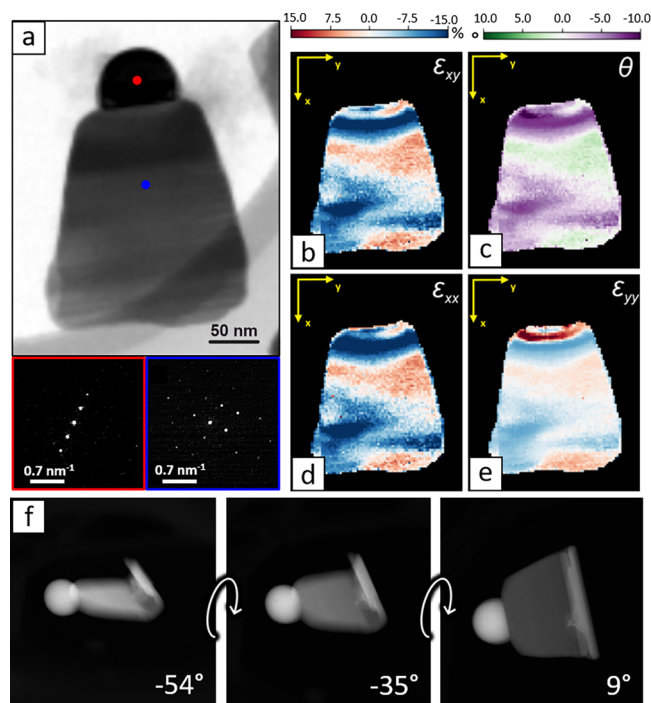 a
15.0 7.5 0.0 -7.5 -15.0 % 10.0 5.0 0.0 -5.0 -10.0
°
y
x
εxy
b
y
x
θ
c
50 nm
y
x
εxx
d
y
x
εyy
e
0.7 nm-1
0.7 nm-1
f
-54°
-35°
9°